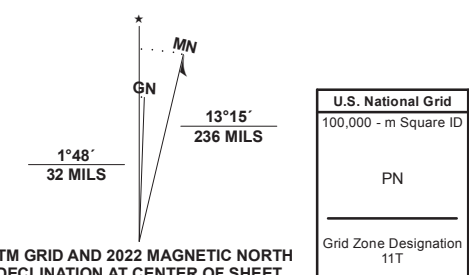 ★
MN
GN
13°15´
236 MILS
1°48´
32 MILS
TM GRID AND 2022 MAGNETIC NORTH
DECLINATION AT CENTER OF SHEET
U.S. National Grid
100,000 - m Square ID
PN
Grid Zone Designation
11T